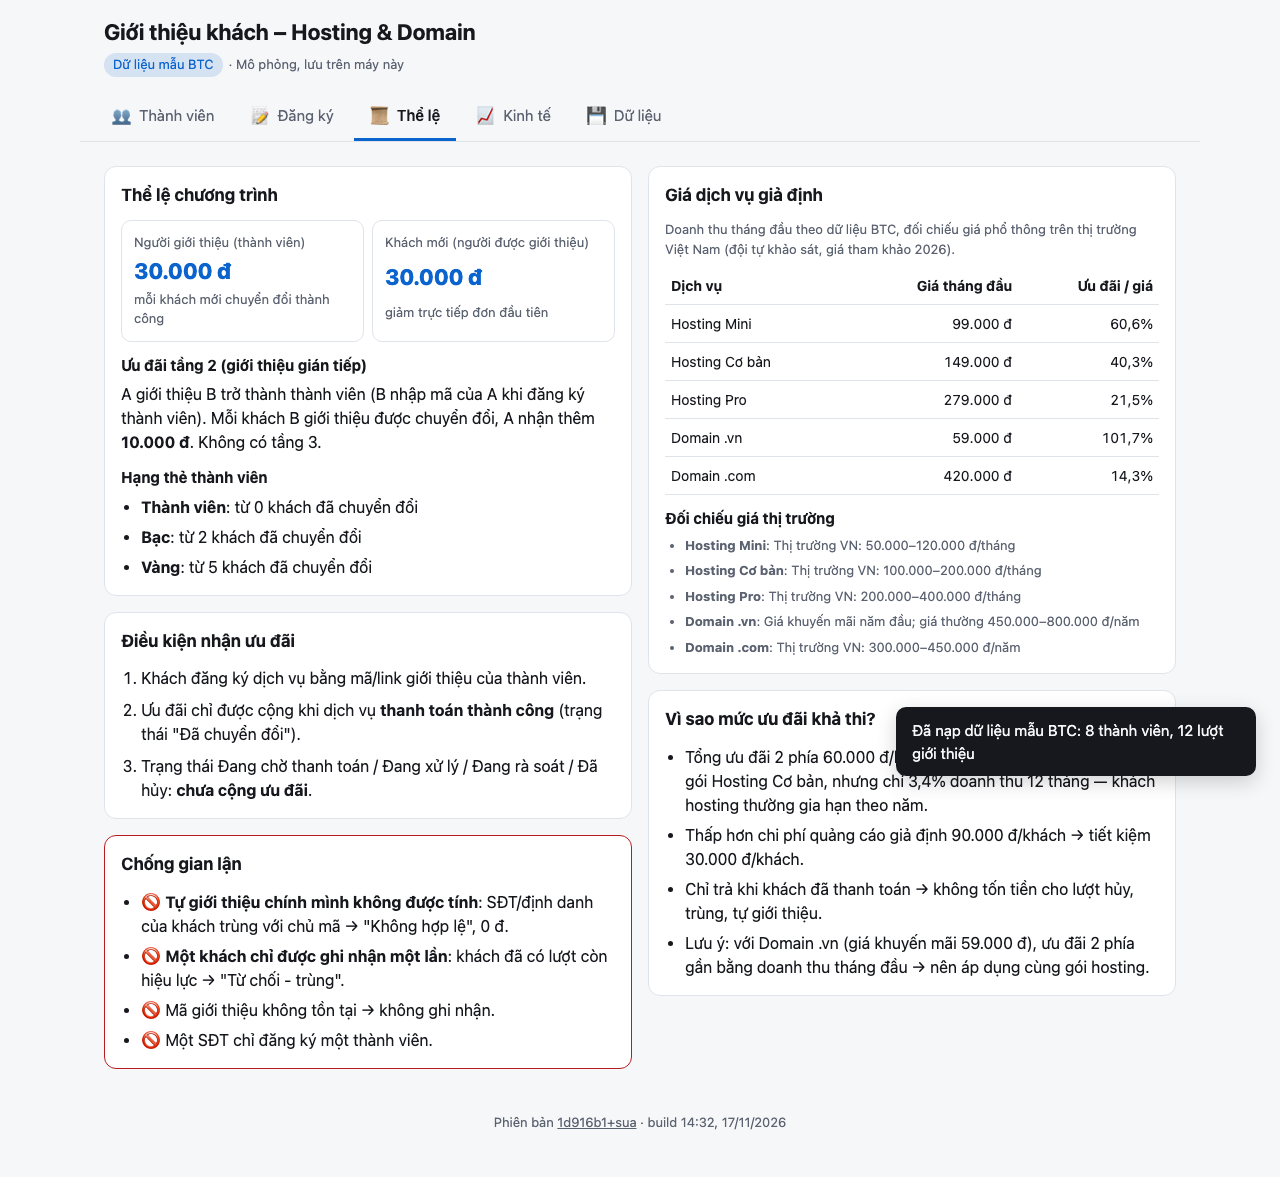 Giới thiệu khách – Hosting & Domain
Dữ liệu mẫu BTC · Mô phỏng, lưu trên máy này
Thành viên
Đăng ký
Thể lệ
Kinh tế
Dữ liệu
Thể lệ chương trình
Người giới thiệu (thành viên)
30.000 đ
mỗi khách mới chuyển đổi thành
công
Khách mới (người được giới thiệu)
30.000 đ
giảm trực tiếp đơn đầu tiên
Ưu đãi tầng 2 (giới thiệu gián tiếp)
A giới thiệu B trở thành thành viên (B nhập mã của A khi đăng ký
thành viên). Mỗi khách B giới thiệu được chuyển đổi, A nhận thêm
10.000 đ. Không có tầng 3.
Hạng thẻ thành viên
• Thành viên: từ 0 khách đã chuyển đổi
• Bạc: từ 2 khách đã chuyển đổi
• Vàng: từ 5 khách đã chuyển đổi
Điều kiện nhận ưu đãi
1. Khách đăng ký dịch vụ bằng mã/link giới thiệu của thành viên.
2. Ưu đãi chỉ được cộng khi dịch vụ thanh toán thành công (trạng
thái "Đã chuyển đổi").
3. Trạng thái Đang chờ thanh toán / Đang xử lý / Đang rà soát / Đã
hủy: chưa cộng ưu đãi.
Chống gian lận
• 🚫 Tự giới thiệu chính mình không được tính: SĐT/định danh
của khách trùng với chủ mã → "Không hợp lệ", 0 đ.
• 🚫 Một khách chỉ được ghi nhận một lần: khách đã có lượt còn
hiệu lực → "Từ chối - trùng".
• 🚫 Mã giới thiệu không tồn tại → không ghi nhận.
• 🚫 Một SĐT chỉ đăng ký một thành viên.
Giá dịch vụ giả định
Doanh thu tháng đầu theo dữ liệu BTC, đối chiếu giá phổ thông trên thị trường
Việt Nam (đội tự khảo sát, giá tham khảo 2026).
Dịch vụ Giá tháng đầu Ưu đãi / giá
Hosting Mini 99.000 đ 60,6%
Hosting Cơ bản 149.000 đ 40,3%
Hosting Pro 279.000 đ 21,5%
Domain .vn 59.000 đ 101,7%
Domain .com 420.000 đ 14,3%
Đối chiếu giá thị trường
• Hosting Mini: Thị trường VN: 50.000–120.000 đ/tháng
• Hosting Cơ bản: Thị trường VN: 100.000–200.000 đ/tháng
• Hosting Pro: Thị trường VN: 200.000–400.000 đ/tháng
• Domain .vn: Giá khuyến mãi năm đầu; giá thường 450.000–800.000 đ/năm
• Domain .com: Thị trường VN: 300.000–450.000 đ/năm
Vì sao mức ưu đãi khả thi?
• Tổng ưu đãi 2 phía 60.000 đ/
gói Hosting Cơ bản, nhưng chỉ 3,4% doanh thu 12 tháng — khách
hosting thường gia hạn theo năm.
• Thấp hơn chi phí quảng cáo giả định 90.000 đ/khách → tiết kiệm
30.000 đ/khách.
• Chỉ trả khi khách đã thanh toán → không tốn tiền cho lượt hủy,
trùng, tự giới thiệu.
• Lưu ý: với Domain .vn (giá khuyến mãi 59.000 đ), ưu đãi 2 phía
gần bằng doanh thu tháng đầu → nên áp dụng cùng gói hosting.
Đã nạp dữ liệu mẫu BTC: 8 thành viên, 12 lượt
giới thiệu
Phiên bản 1d916b1+sua · build 14:32, 17/11/2026